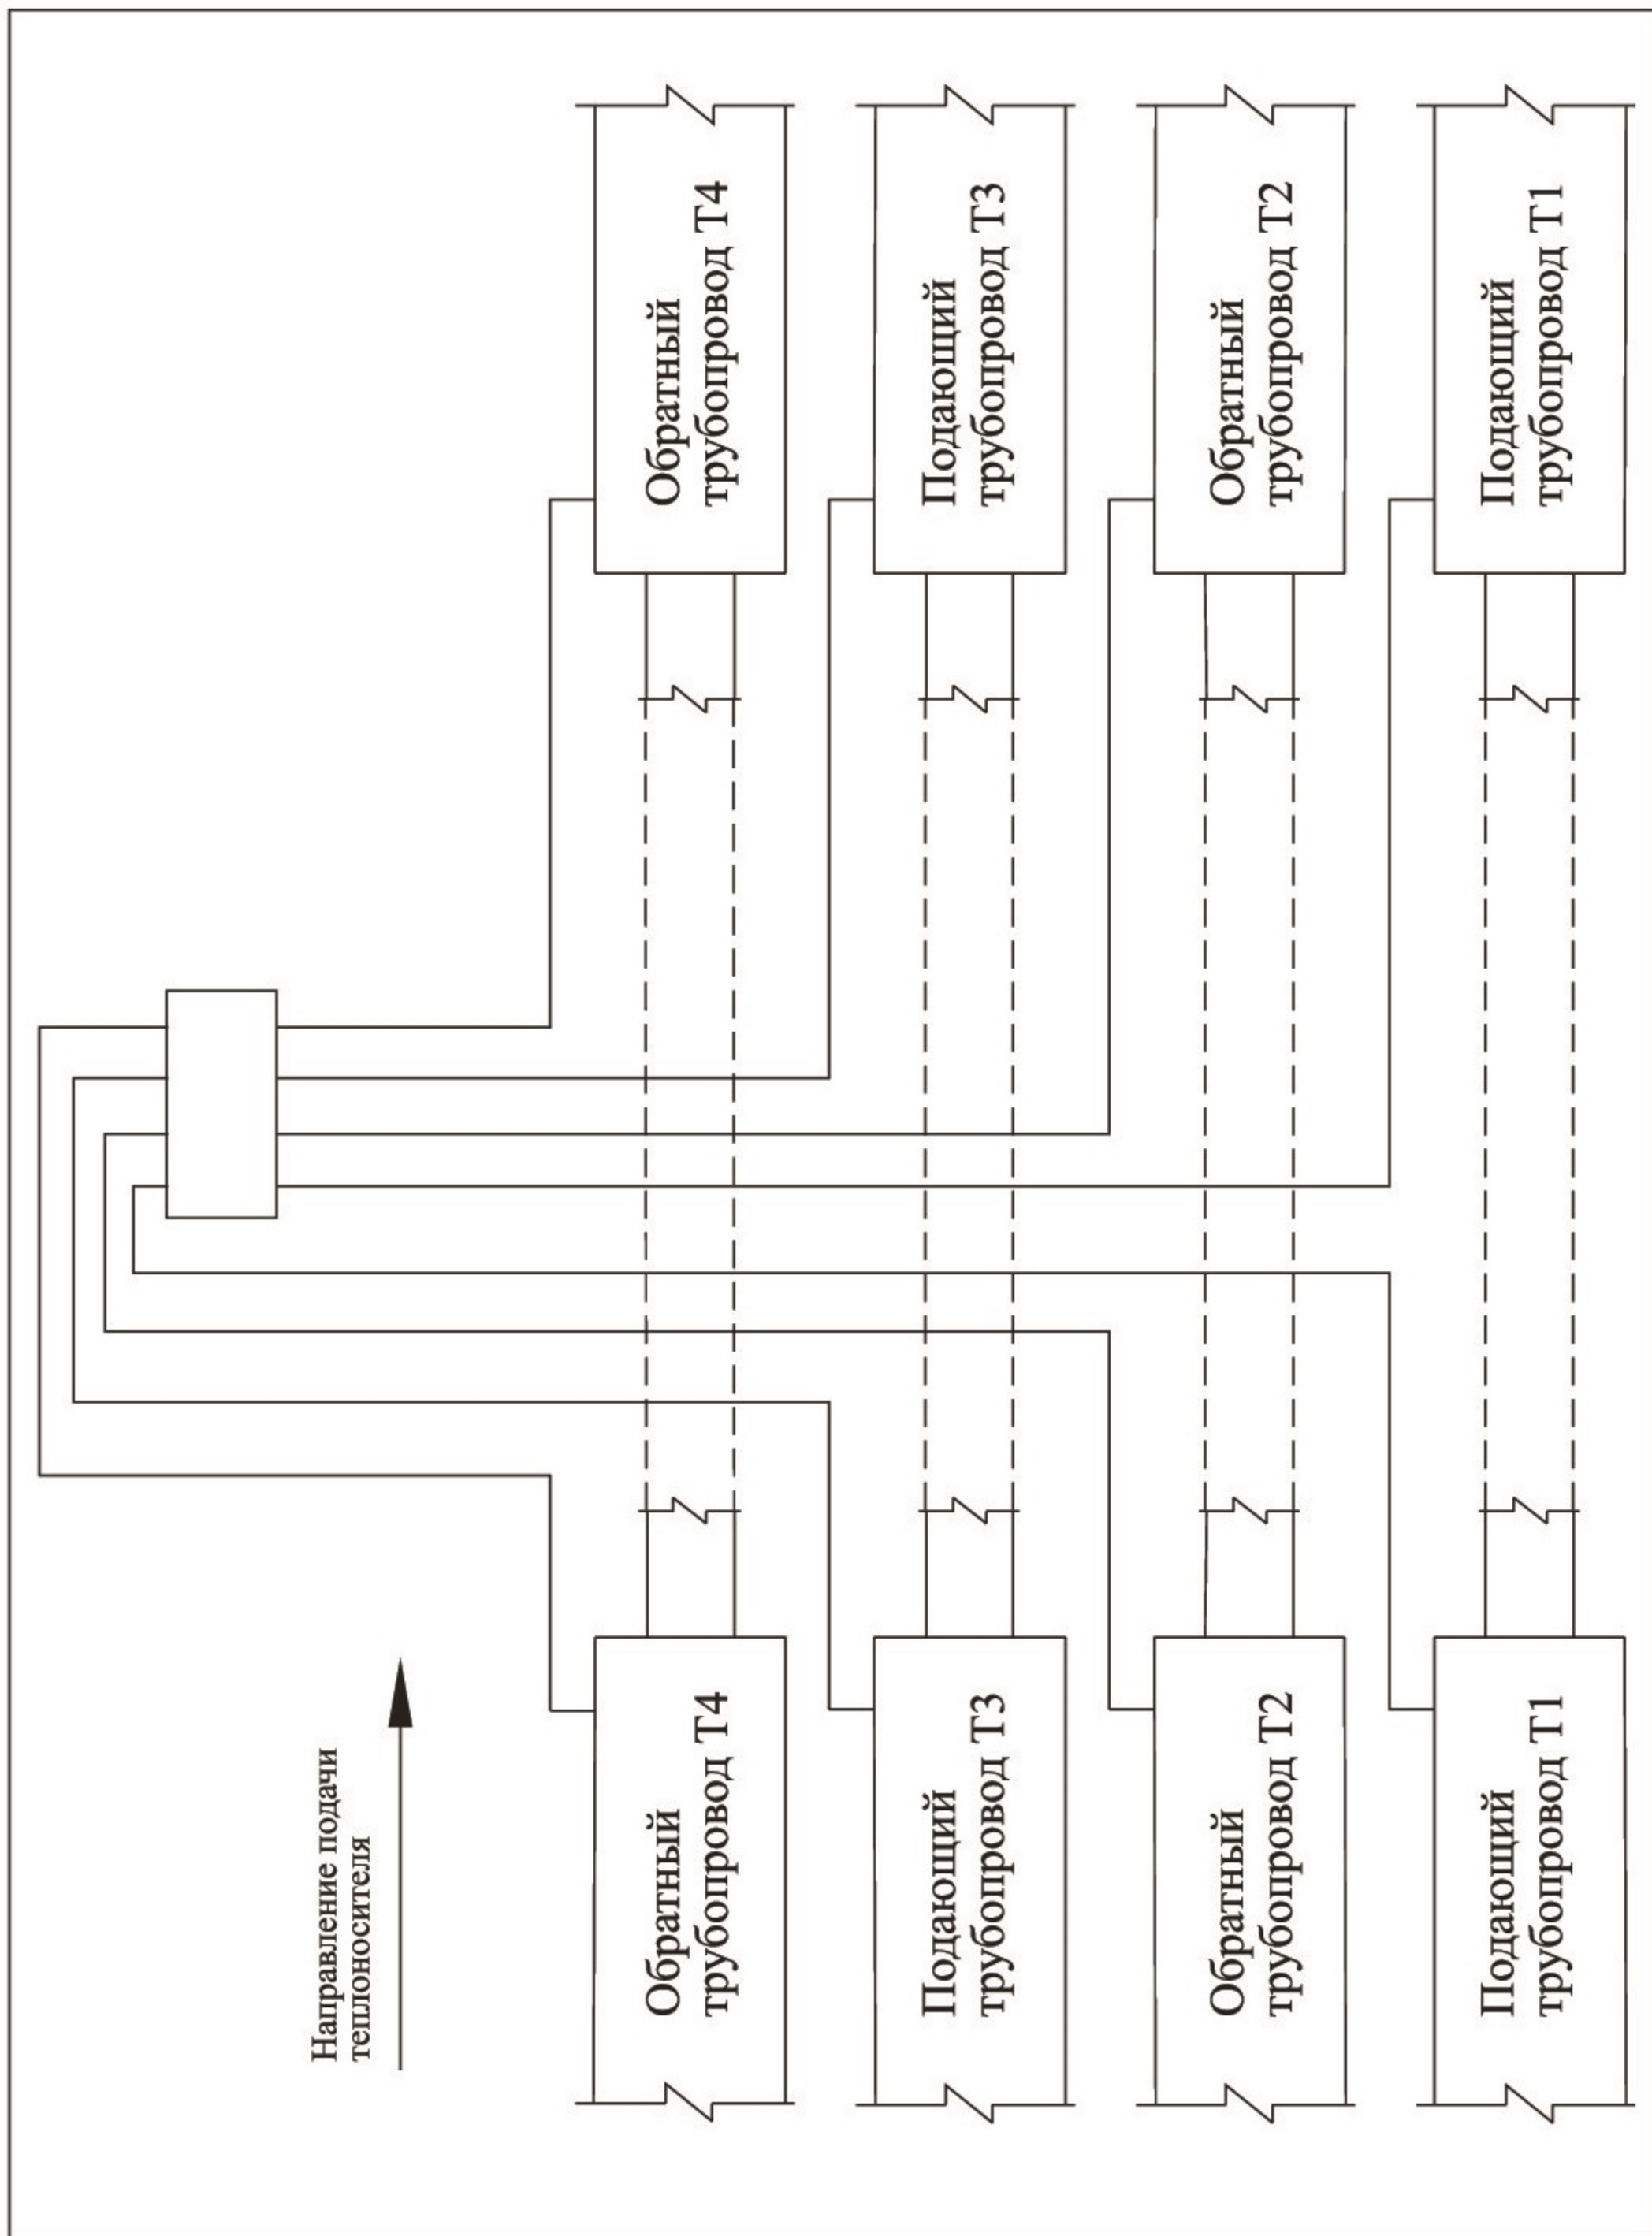 Направление подачи
теплоносителя
Обратный
трубопровод Т4
Обратный
трубопровод Т4
Подающий
трубопровод Т3
Подающий
трубопровод Т3
Обратный
трубопровод Т2
Обратный
трубопровод Т2
Подающий
трубопровод Т1
Подающий
трубопровод Т1